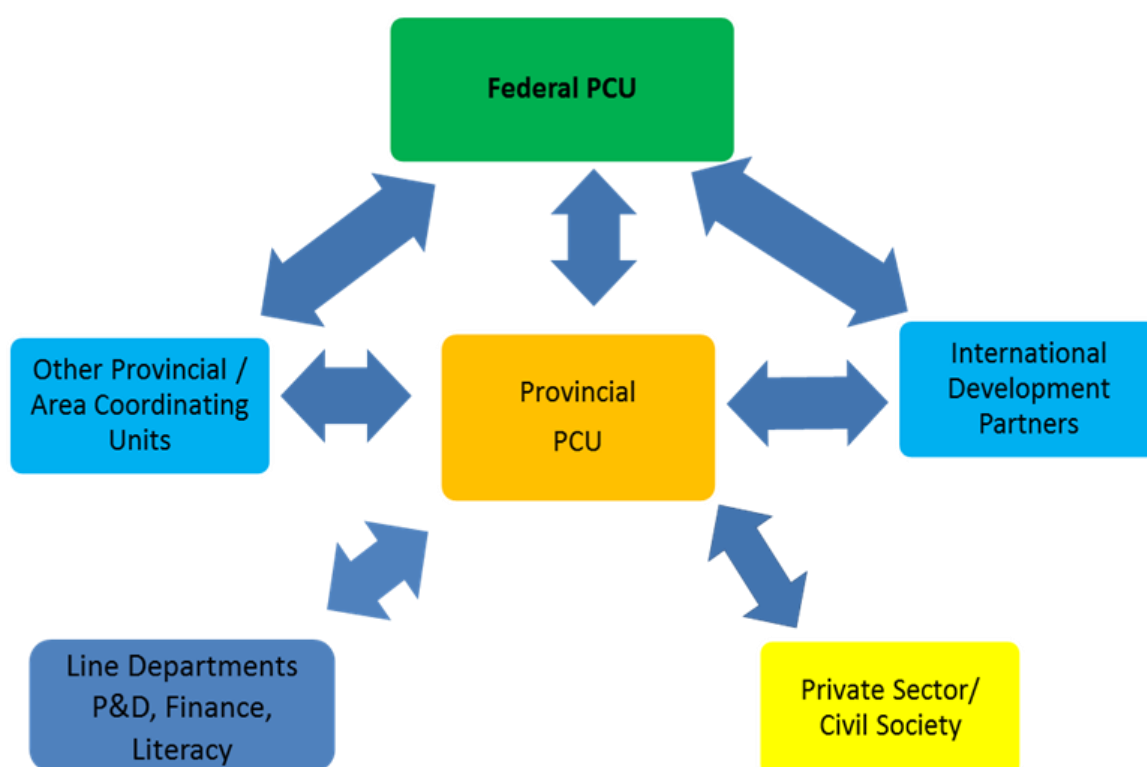 Federal PCU
Other Provincial /
Area Coordinating
Units
Provincial
PCU
International
Development
Partners
Line Departments
P&D, Finance,
Literacy
Private Sector/
Civil Society